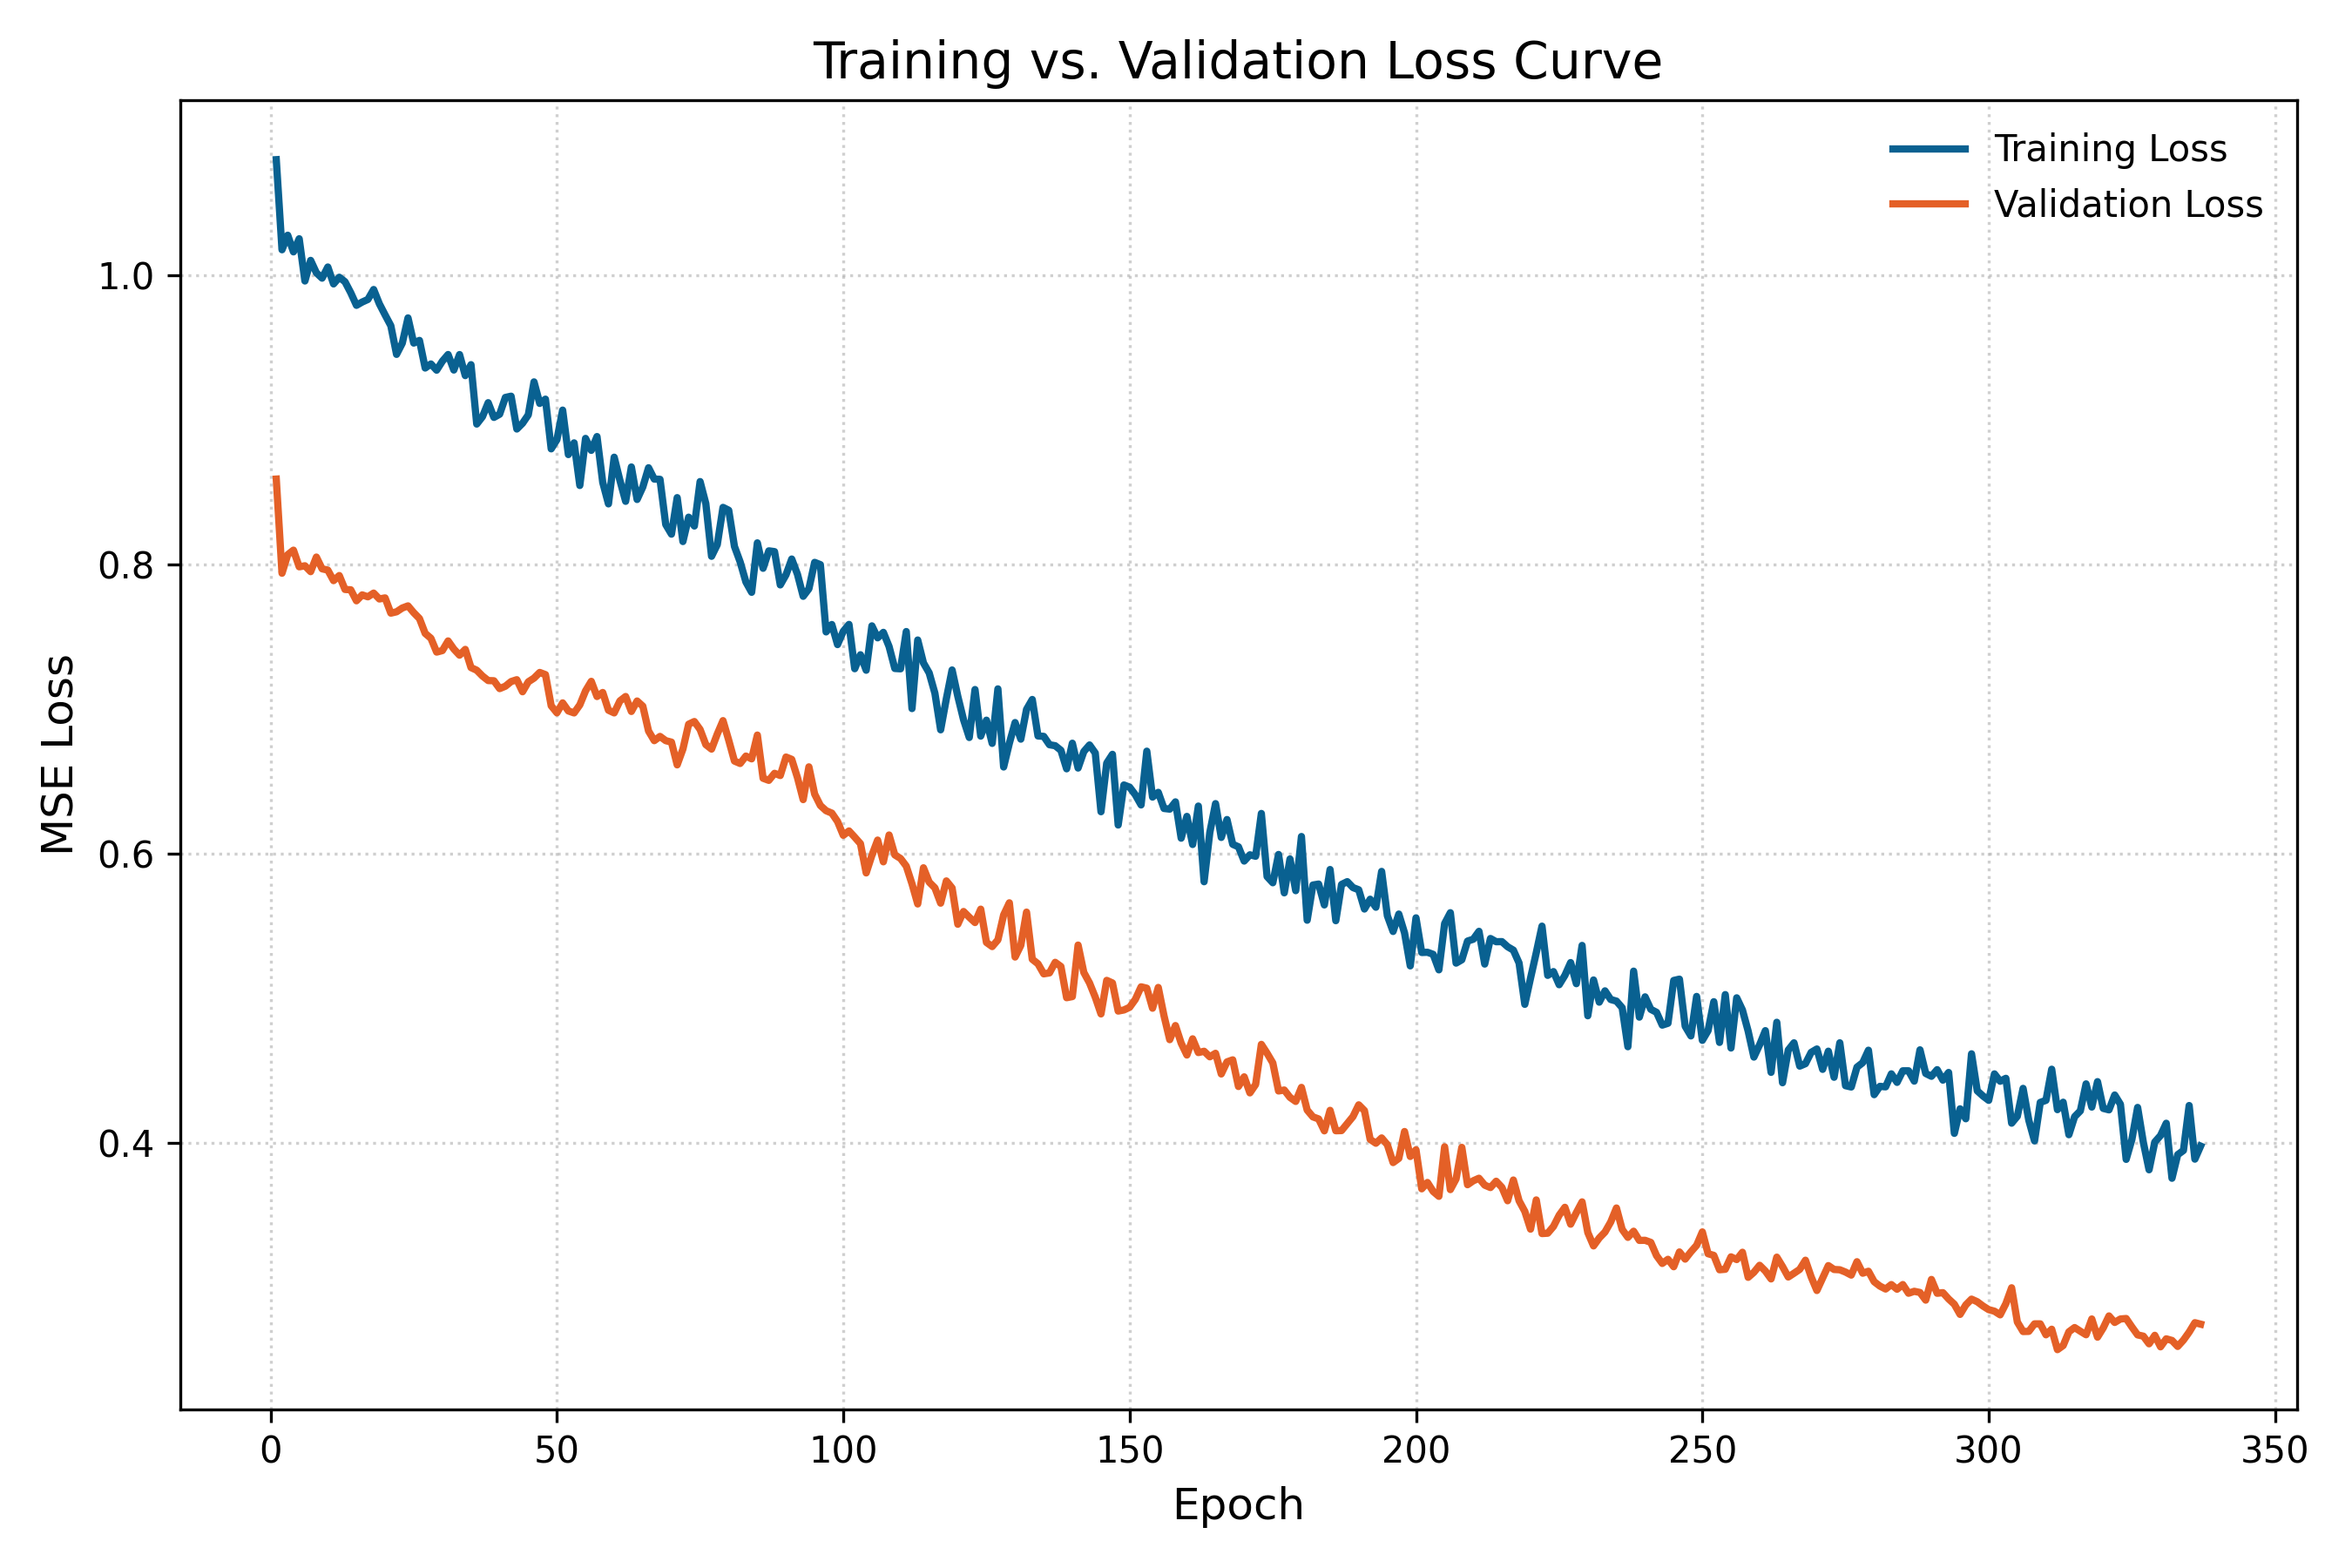 Training vs. Validation Loss Curve
Training Loss
Validation Loss
MSE Loss
1.0
0.8
0.6
0.4
0 50 100 150 200 250 300 350
Epoch